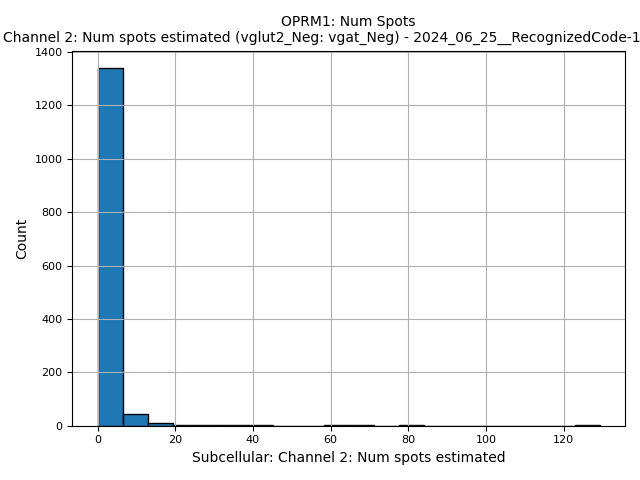 OPRM1: Num Spots
Channel 2: Num spots estimated (vglut2_Neg: vgat_Neg) - 2024_06_25__RecognizedCode-1
1400
1200
1000
800
600
400
200
0
Count
0 20 40 60 80 100 120
Subcellular: Channel 2: Num spots estimated